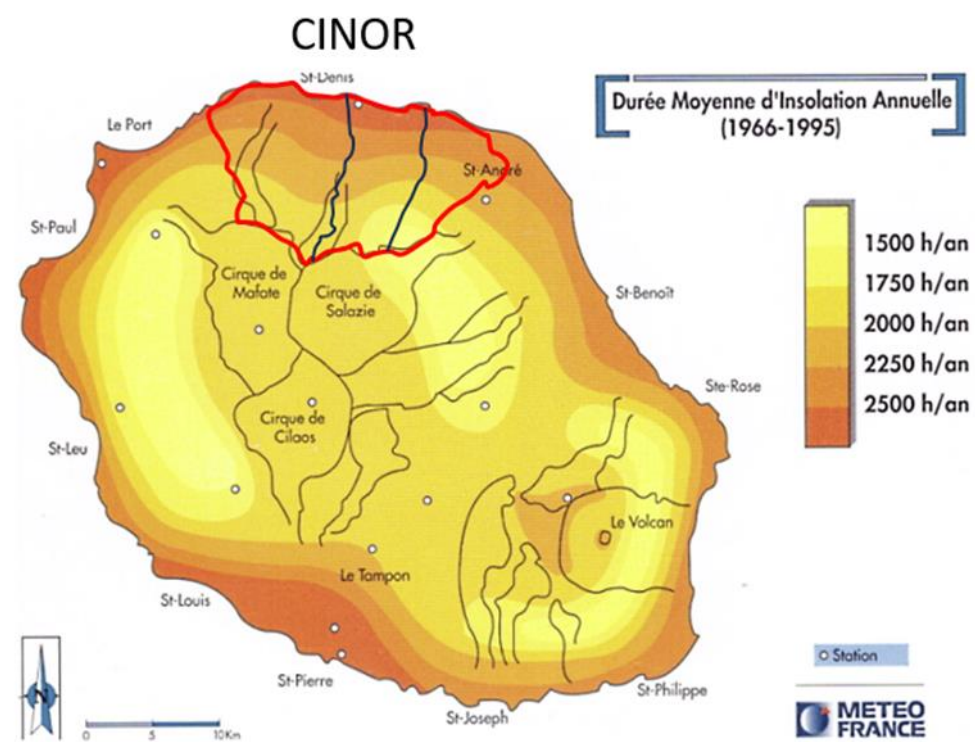 CINOR
St-Denis
Durée Moyenne d'Insolation Annuelle
(1966-1995)
Le Port
St-André
St-Paul
1500 h/an
1750 h/an
2000 h/an
2250 h/an
2500 h/an
Cirque de
Mafate
Cirque de
Salazie
St-Benoît
Ste-Rose
Cirque de
Cilaos
St-Leu
Le Volcan
Le Tampon
St-Louis
St-Pierre
St-Joseph
St-Philippe
Station
N
0 5 10Km
METEO
FRANCE